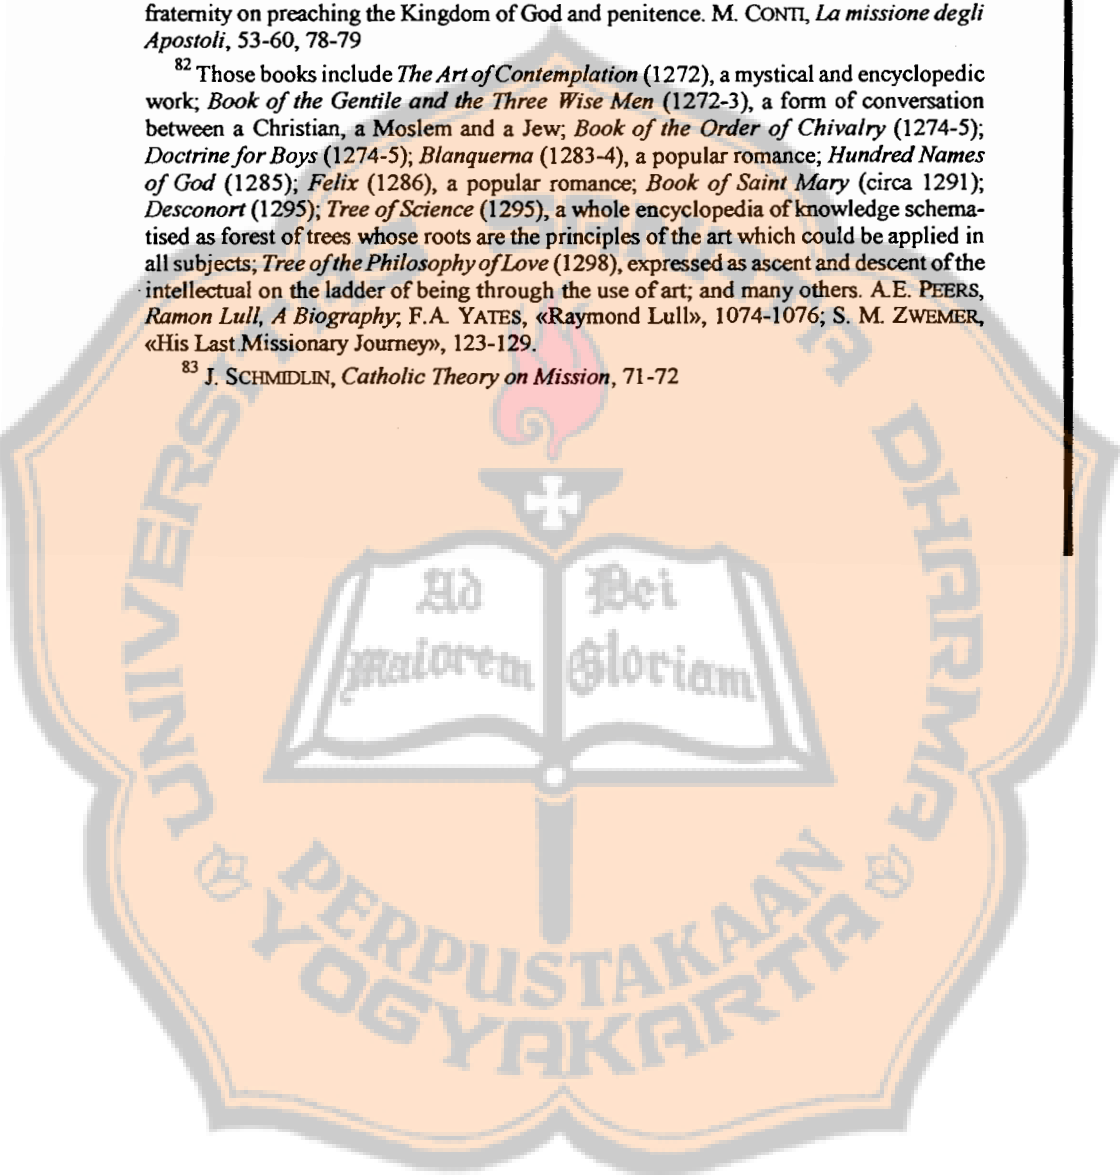 fraternity on preaching the Kingdom of God and penitence. M. CONTI, La missione degli
Apostoli, 53-60, 78-79
82 Those books include The Art of Contemplation (1272), a mystical and encyclopedic
work; Book of the Gentile and the Three Wise Men (1272-3), a form of conversation
between a Christian, a Moslem and a Jew; Book of the Order of Chivalry (1274-5);
Doctrine for Boys (1274-5); Blanquerna (1283-4), a popular romance; Hundred Names
of God (1285); Felix (1286), a popular romance; Book of Saint Mary (circa 1291);
Desconort (1295); Tree of Science (1295), a whole encyclopedia of knowledge schema-
tised as forest of trees whose roots are the principles of the art which could be applied in
all subjects; Tree of the Philosophy of Love (1298), expressed as ascent and descent of the
intellectual on the ladder of being through the use of art; and many others. A.E. PEERS,
Ramon Lull, A Biography; F.A. YATES, «Raymond Lull», 1074-1076; S. M. ZWEMER,
«His Last Missionary Journey», 123-129.
83 J. SCHMIDLIN, Catholic Theory on Mission, 71-72
UNIVERSITAS SANATA DHARMA
Ad Dei
maiorem Gloriam
PERPUSTAKAAN
YOGYAKARTA